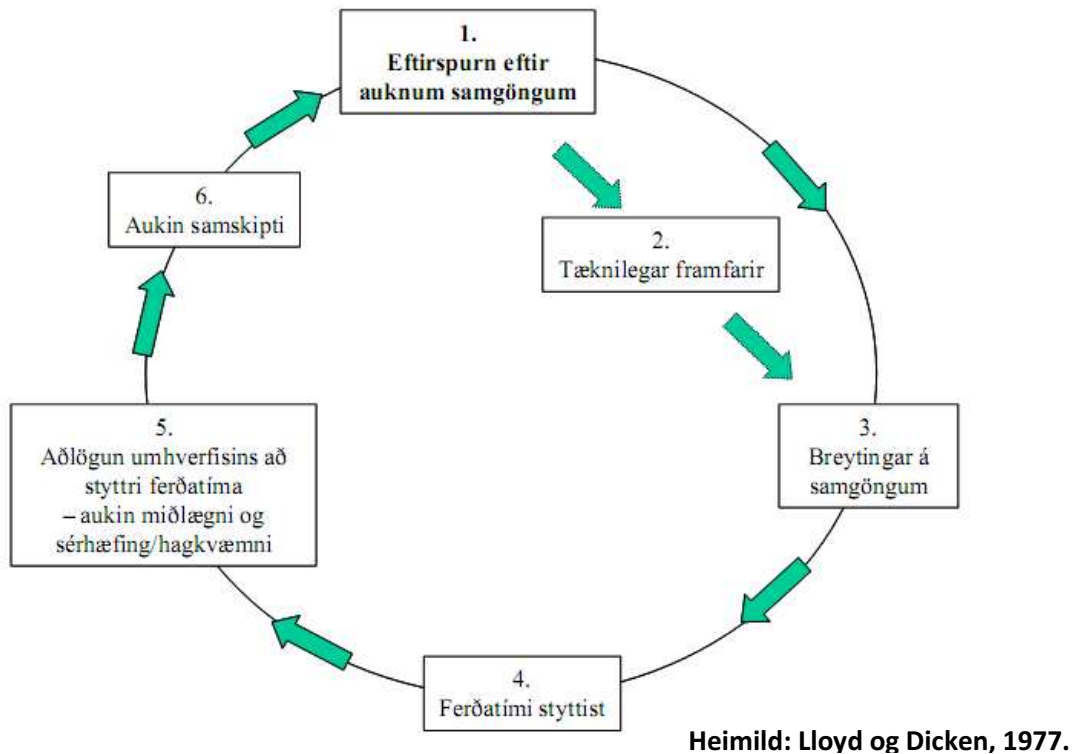 1.
Eftirspurn eftir
auknum samgöngum
2.
Tæknilegar framfarir
3.
Breytingar á
samgöngum
4.
Ferðatími styttist
5.
Aðlögun umhverfisins að
styttri ferðatíma
– aukin miðlægni og
sérhæfing/hagkvæmni
6.
Aukin samskipti
Heimild: Lloyd og Dicken, 1977.